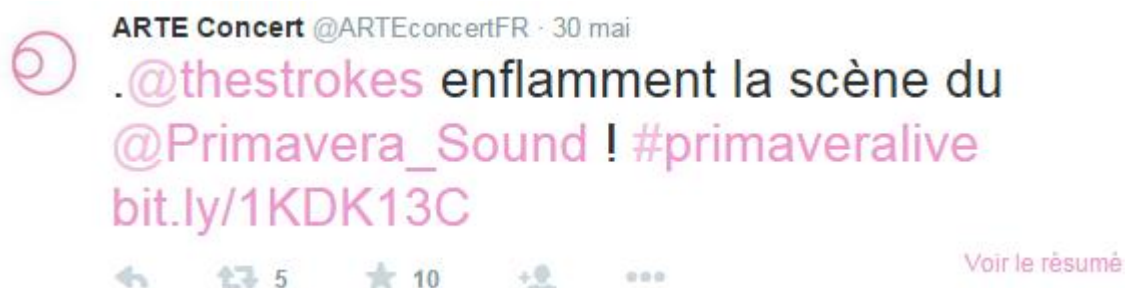 ARTE Concert @ARTEconcertFR · 30 mai
.@thestrokes enflamment la scène du
@Primavera_Sound ! #primaveralive
bit.ly/1KDK13C
5 10
Voir le résumé